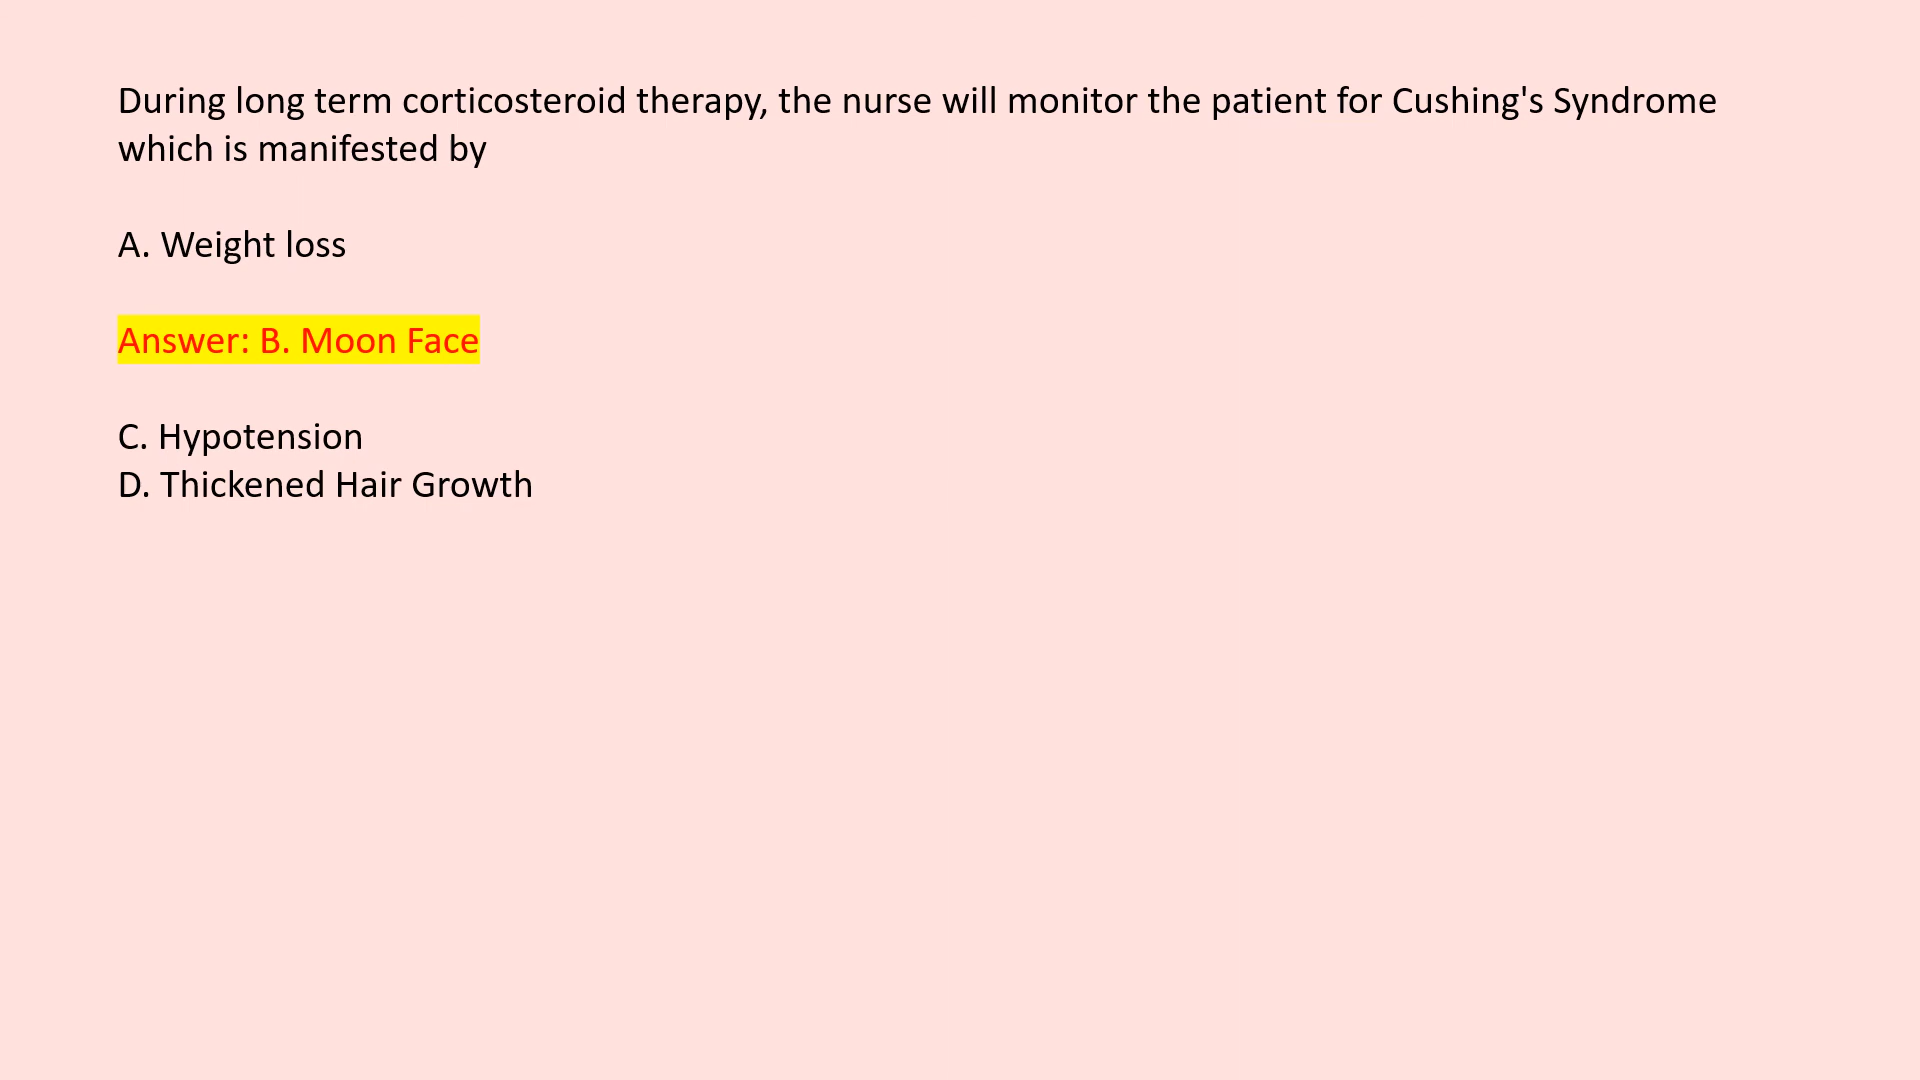 During long term corticosteroid therapy, the nurse will monitor the patient for Cushing's Syndrome
which is manifested by
A. Weight loss
Answer: B. Moon Face
C. Hypotension
D. Thickened Hair Growth